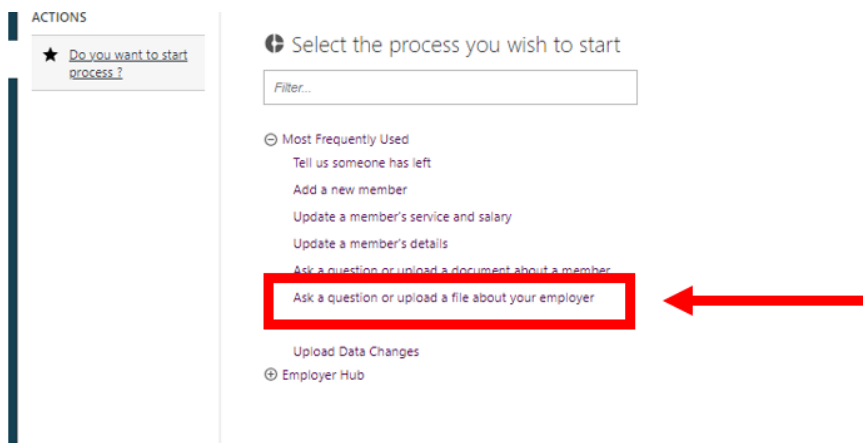 ACTIONS
Do you want to start
process ?
Select the process you wish to start
Filter...
Most Frequently Used
Tell us someone has left
Add a new member
Update a member's service and salary
Update a member's details
Ask a question or upload a document about a member
Ask a question or upload a file about your employer
Upload Data Changes
Employer Hub